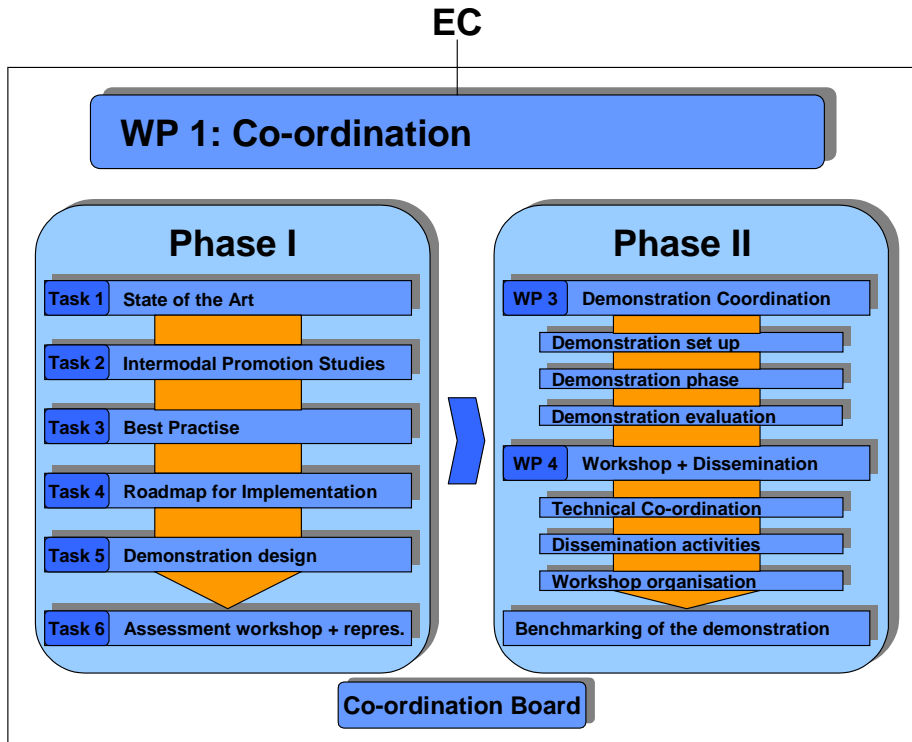 EC
WP 1: Co-ordination
Phase I
Task 1 State of the Art
Task 2 Intermodal Promotion Studies
Task 3 Best Practise
Task 4 Roadmap for Implementation
Task 5 Demonstration design
Task 6 Assessment workshop + repres.
Phase II
WP 3 Demonstration Coordination
Demonstration set up
Demonstration phase
Demonstration evaluation
WP 4 Workshop + Dissemination
Technical Co-ordination
Dissemination activities
Workshop organisation
Benchmarking of the demonstration
Co-ordination Board